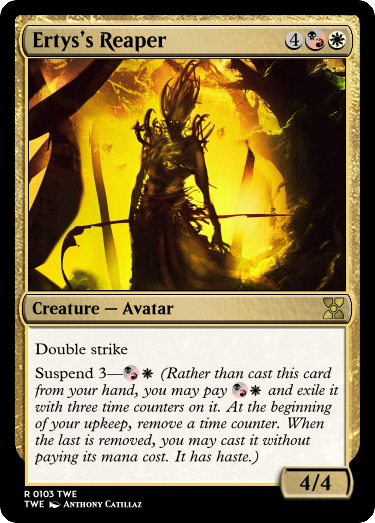 Ertys's Reaper 4
Creature — Avatar
Double strike
Suspend 3— (Rather than cast this card
from your hand, you may pay and exile it
with three time counters on it. At the beginning
of your upkeep, remove a time counter. When
the last is removed, you may cast it without
paying its mana cost. It has haste.)
4/4
R 0103 TWE
TWE Anthony Catillaz